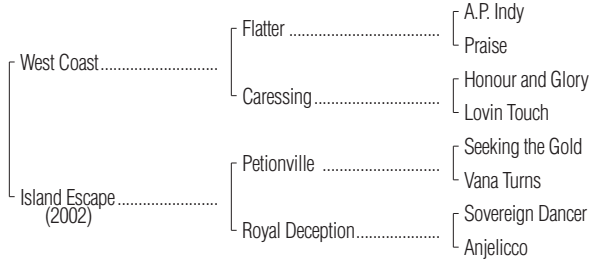 A.P. Indy
Flatter
Praise
West Coast
Honour and Glory
Caressing
Lovin Touch
Seeking the Gold
Petionville
Vana Turns
Island Escape
(2002)
Sovereign Dancer
Royal Deception
Anjelicco